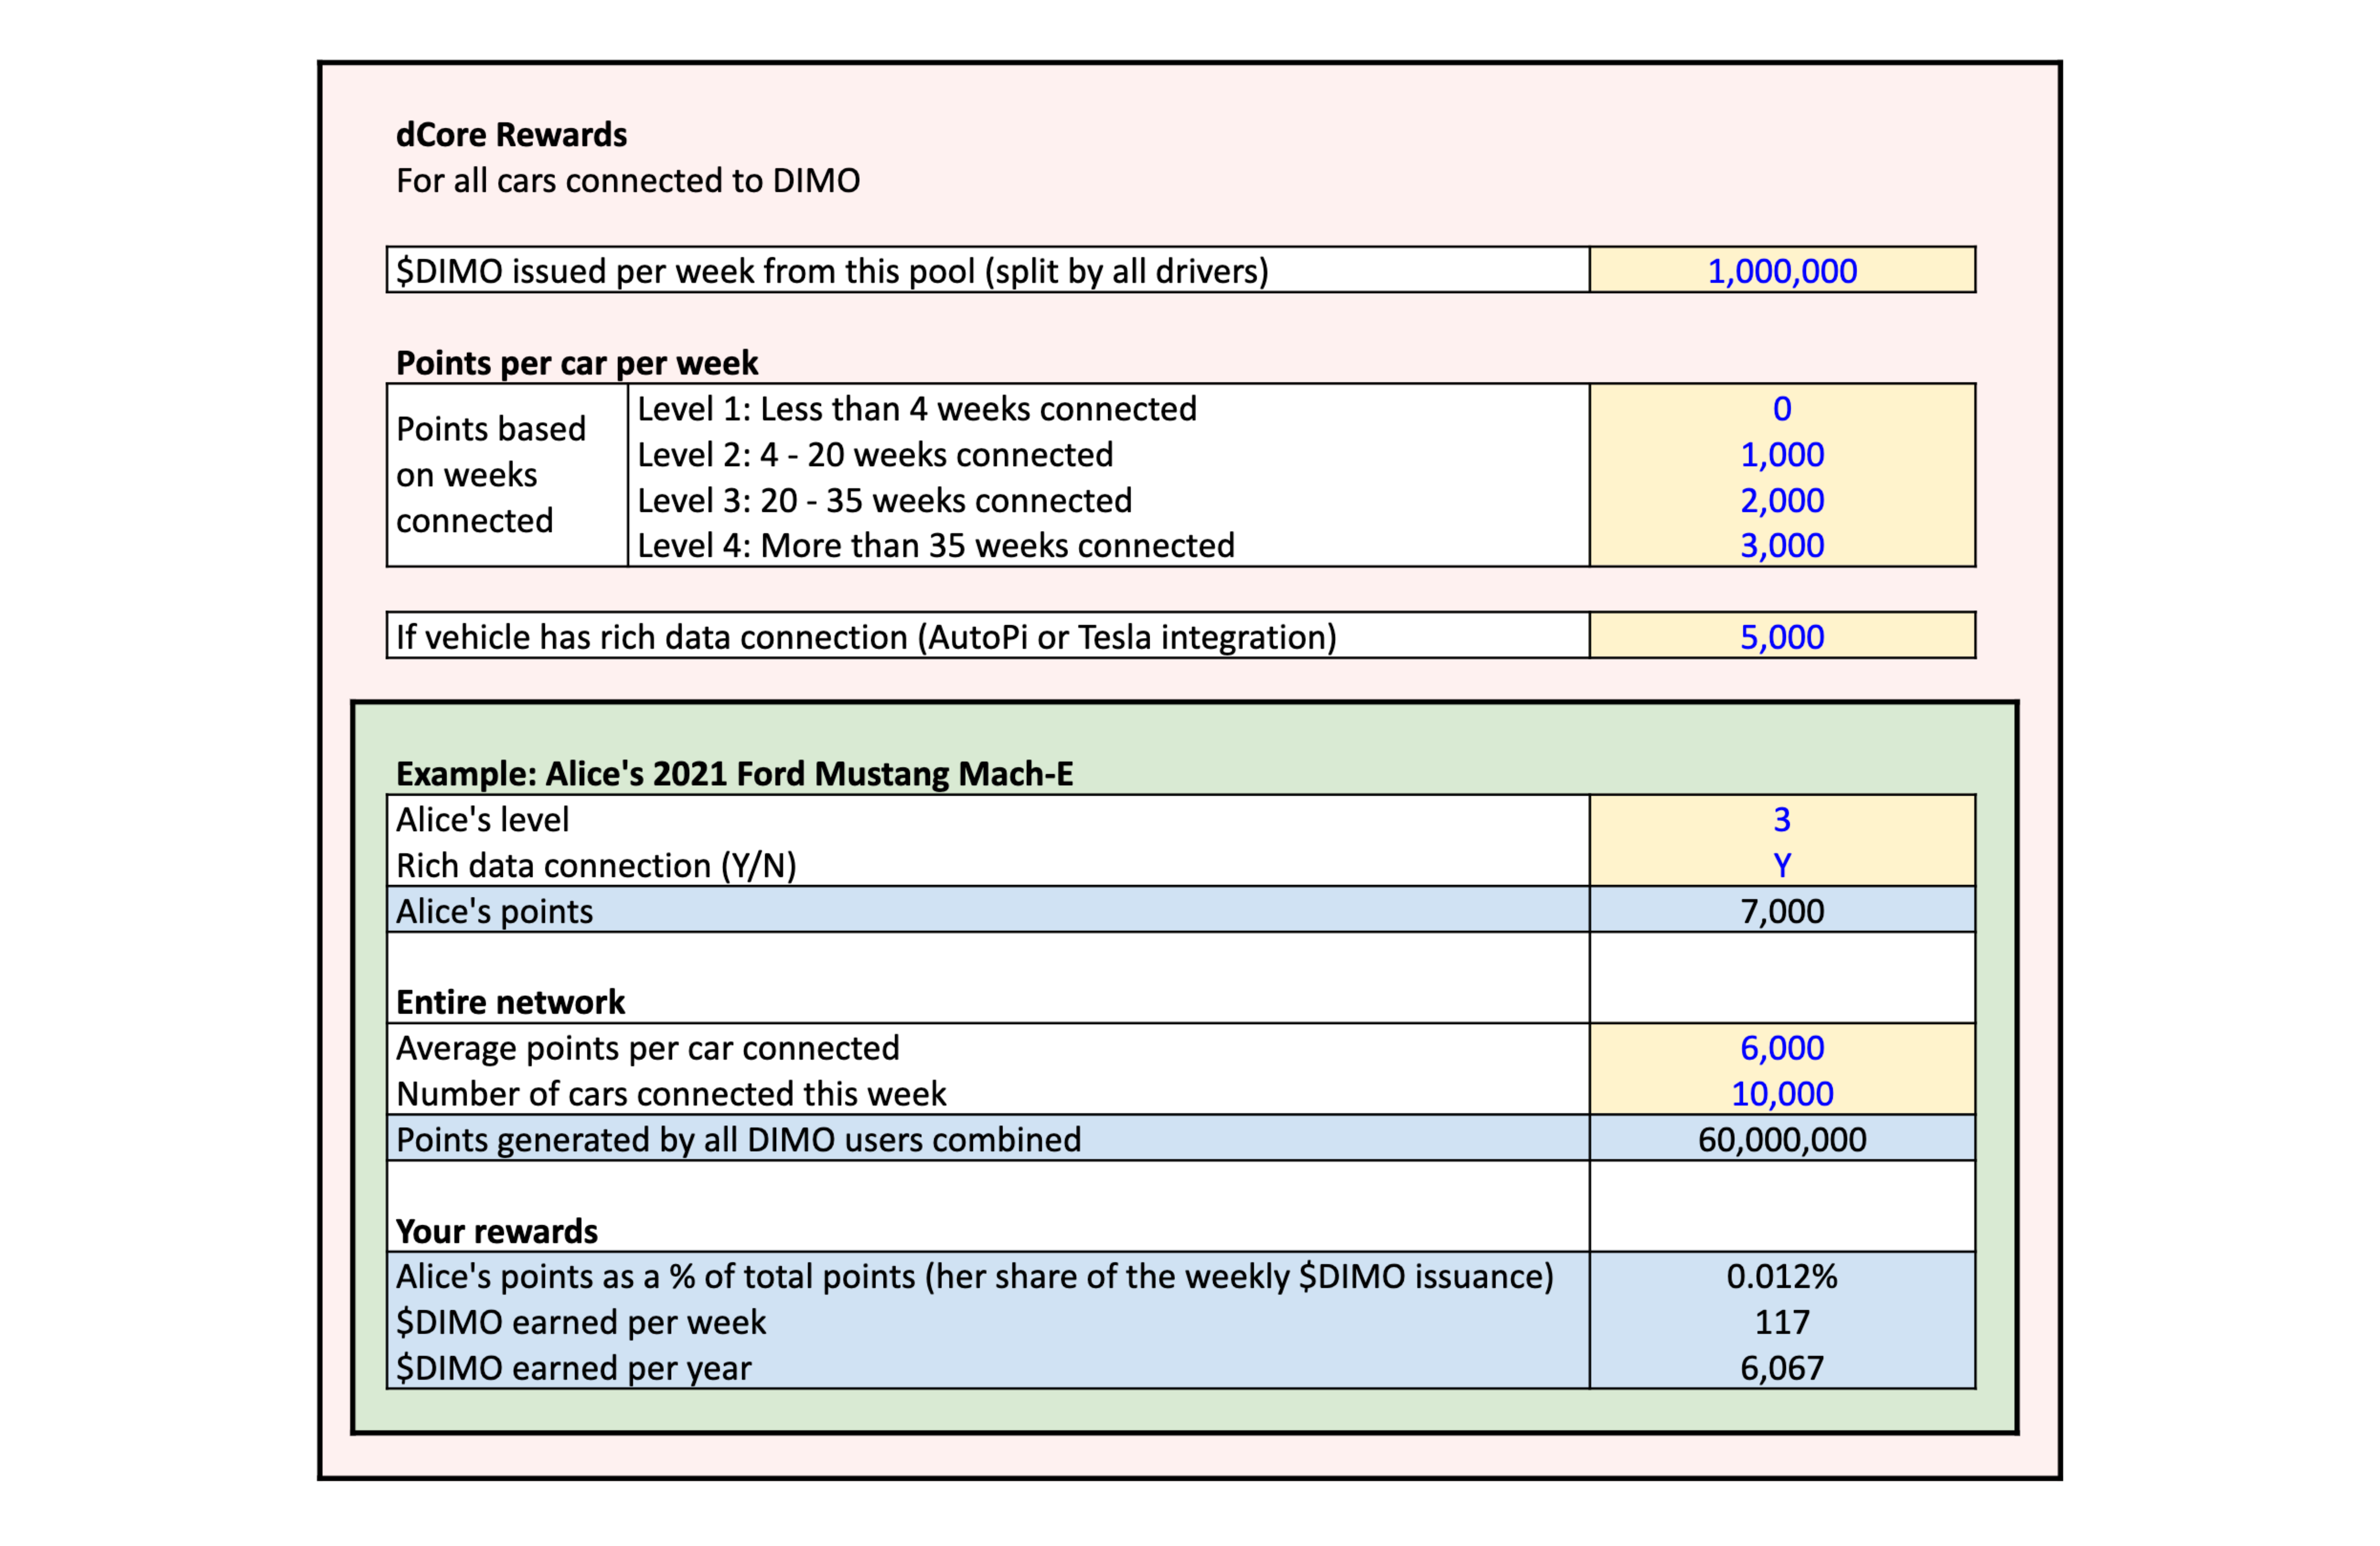 dCore Rewards
For all cars connected to DIMO
$DIMO issued per week from this pool (split by all drivers) 1,000,000
Points per car per week
Points based on weeks connected
Level 1: Less than 4 weeks connected 0
Level 2: 4 - 20 weeks connected 1,000
Level 3: 20 - 35 weeks connected 2,000
Level 4: More than 35 weeks connected 3,000
If vehicle has rich data connection (AutoPi or Tesla integration) 5,000
Example: Alice's 2021 Ford Mustang Mach-E
Alice's level 3
Rich data connection (Y/N) Y
Alice's points 7,000
Entire network
Average points per car connected 6,000
Number of cars connected this week 10,000
Points generated by all DIMO users combined 60,000,000
Your rewards
Alice's points as a % of total points (her share of the weekly $DIMO issuance) 0.012%
$DIMO earned per week 117
$DIMO earned per year 6,067